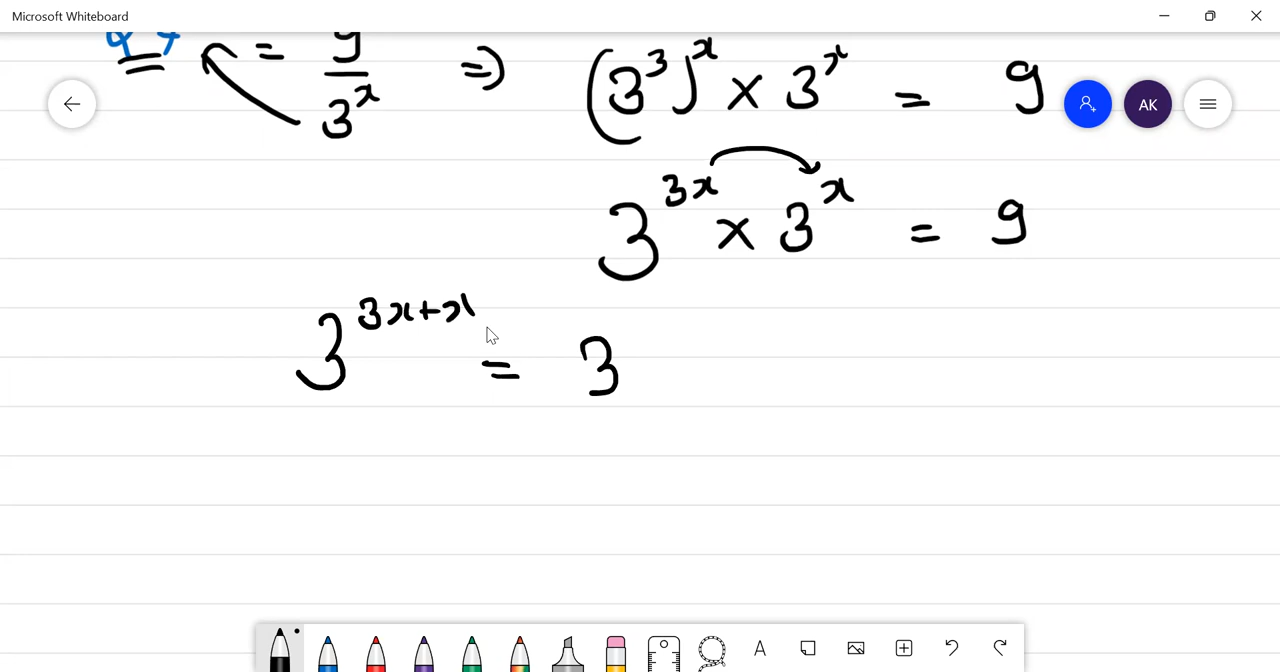 Microsoft Whiteboard
= 9/3^x => (3^3)^x × 3^x = 9
AK
3^3x × 3^x = 9
3^3x+x = 3
A